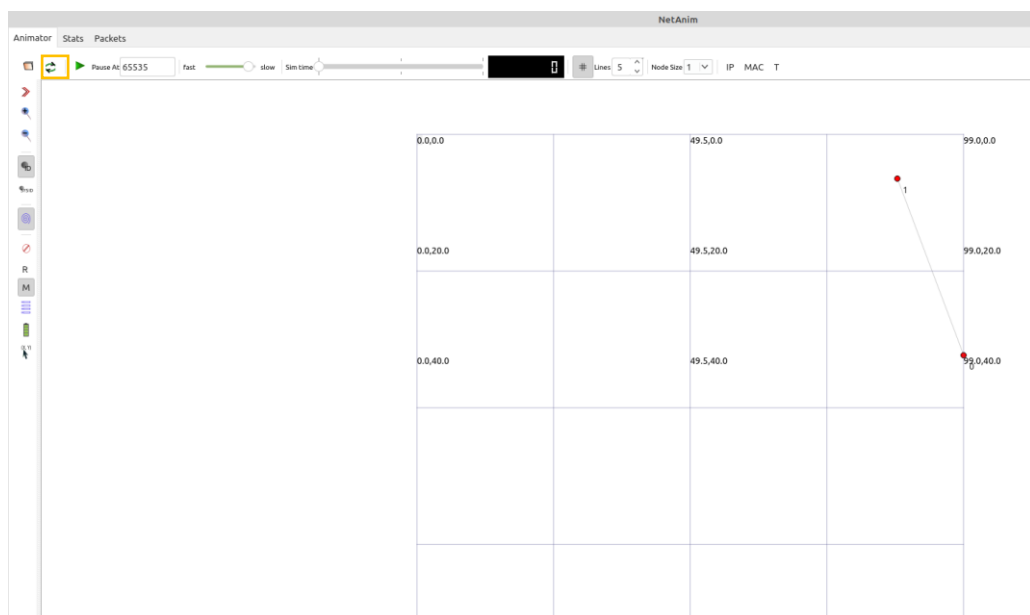 NetAnim
Animator Stats Packets
Pause At: 65535 fast slow Sim time 0 # Lines 5 Node Size 1 IP MAC T
0.0,0.0 49.5,0.0 99.0,0.0
1
R
0.0,20.0 49.5,20.0 99.0,20.0
M
0.0,40.0 49.5,40.0 99.0,40.0
0